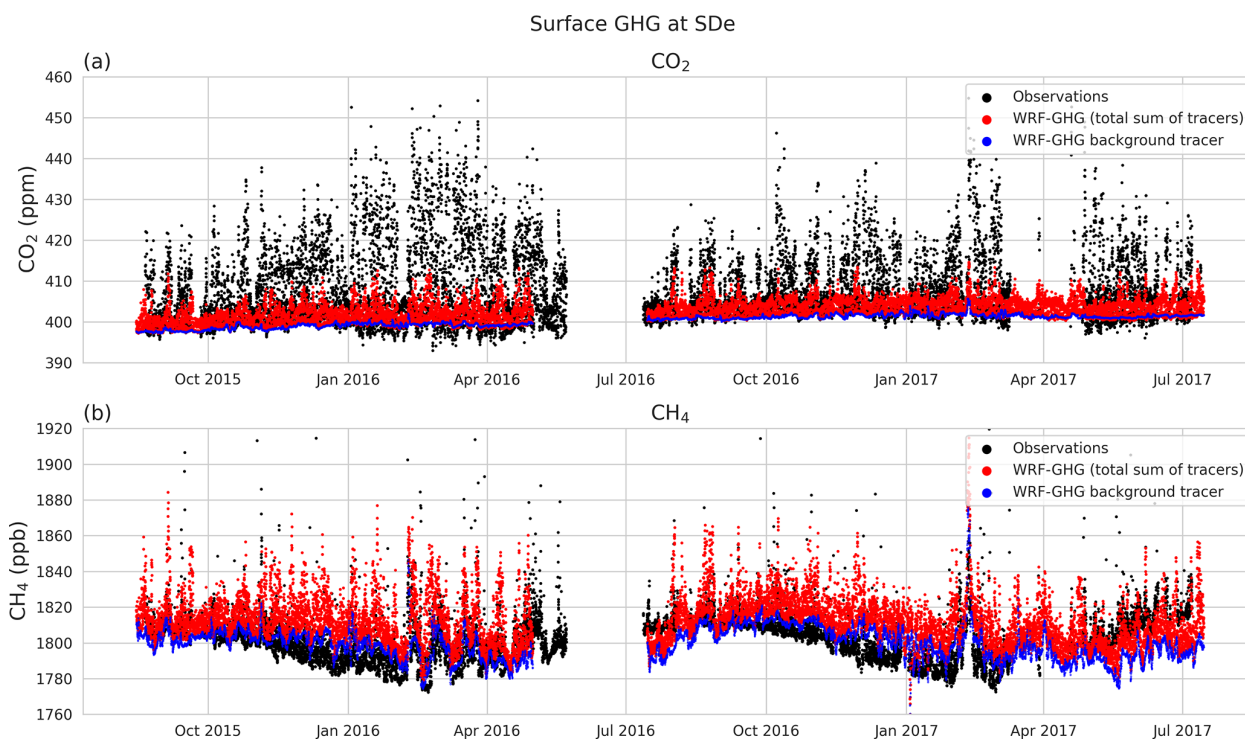 Surface GHG at SDe
(a) CO₂
460
450
440
430
420
410
400
390
CO₂ (ppm)
Observations
WRF-GHG (total sum of tracers)
WRF-GHG background tracer
Oct 2015 Jan 2016 Apr 2016 Jul 2016 Oct 2016 Jan 2017 Apr 2017 Jul 2017
(b) CH₄
1920
1900
1880
1860
1840
1820
1800
1780
1760
CH₄ (ppb)
Observations
WRF-GHG (total sum of tracers)
WRF-GHG background tracer
Oct 2015 Jan 2016 Apr 2016 Jul 2016 Oct 2016 Jan 2017 Apr 2017 Jul 2017